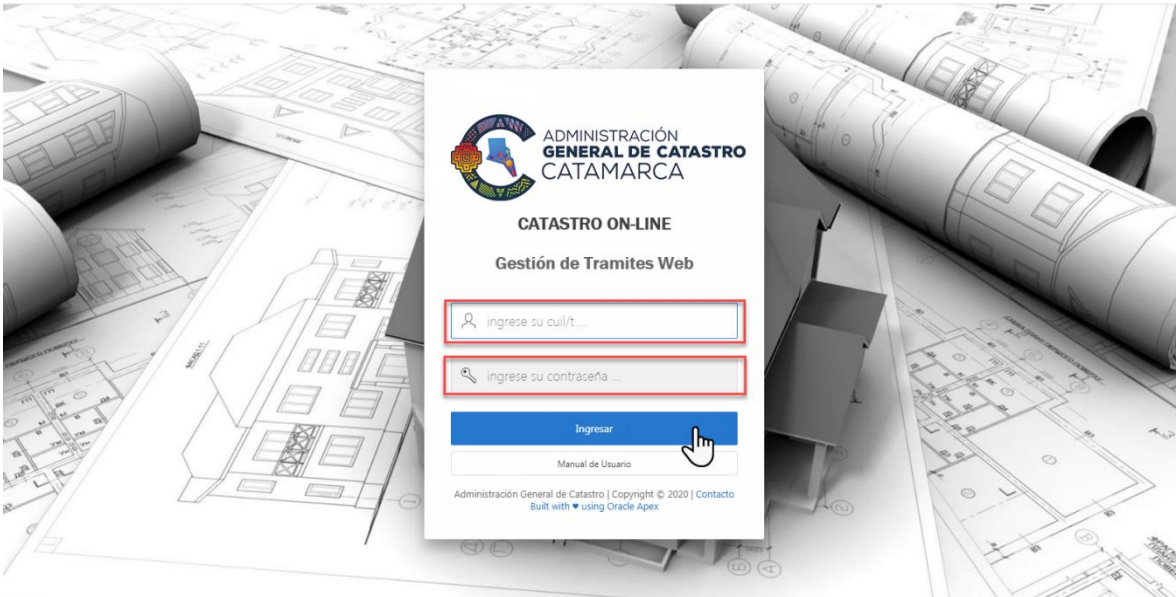 ADMINISTRACIÓN
GENERAL DE CATASTRO
CATAMARCA
CATASTRO ON-LINE
Gestión de Tramites Web
ingrese su cuil/t ...
ingrese su contraseña ...
Ingresar
Manual de Usuario
Administración General de Catastro | Copyright © 2020 | Contacto
Built with ♥ using Oracle Apex